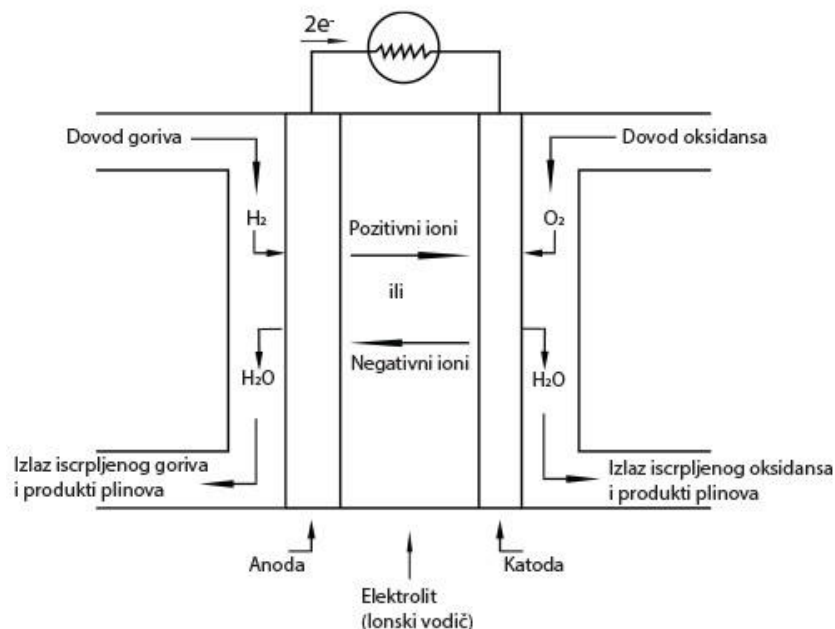 2e⁻
Dovod goriva
Dovod oksidansa
H₂
O₂
Pozitivni ioni
ili
Negativni ioni
H₂O
H₂O
Izlaz iscrpljenog goriva
i produkti plinova
Izlaz iscrpljenog oksidansa
i produkti plinova
Anoda
Katoda
Elektrolit
(Ionski vodič)